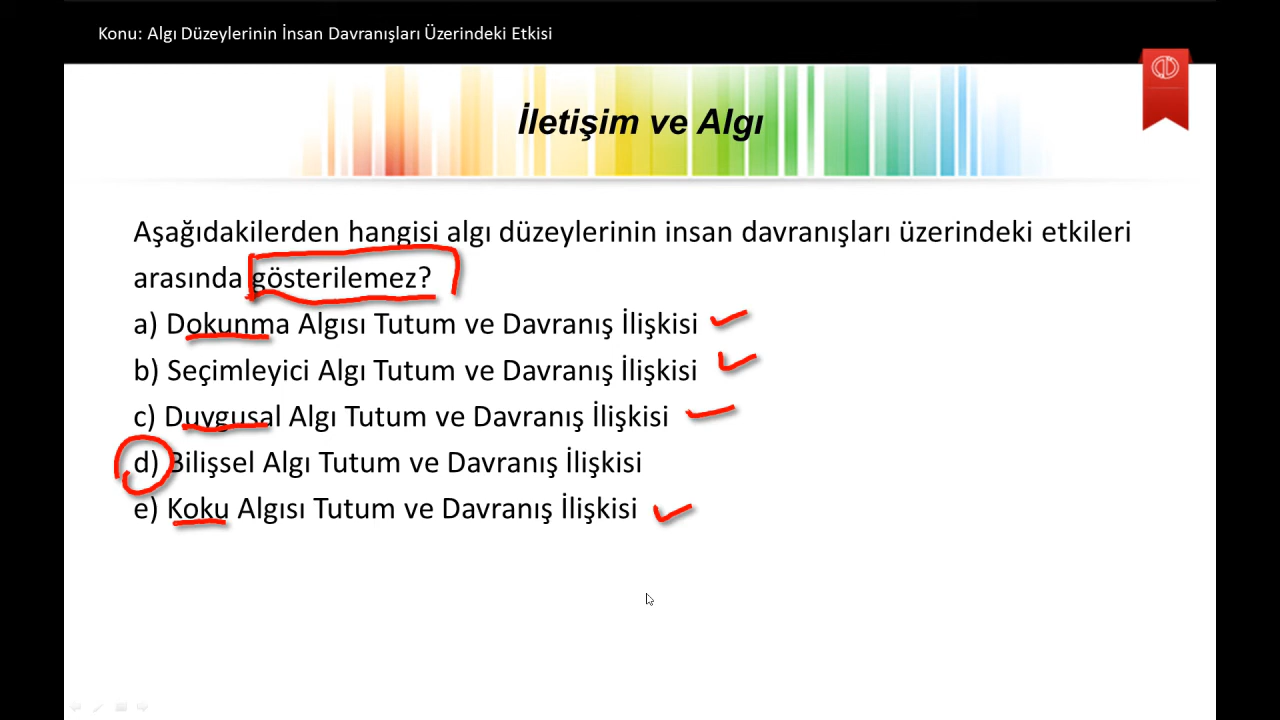 Konu: Algı Düzeylerinin İnsan Davranışları Üzerindeki Etkisi
İletişim ve Algı
Aşağıdakilerden hangisi algı düzeylerinin insan davranışları üzerindeki etkileri
arasında gösterilemez?
a) Dokunma Algısı Tutum ve Davranış İlişkisi
b) Seçimleyici Algı Tutum ve Davranış İlişkisi
c) Duygusal Algı Tutum ve Davranış İlişkisi
d) Bilişsel Algı Tutum ve Davranış İlişkisi
e) Koku Algısı Tutum ve Davranış İlişkisi